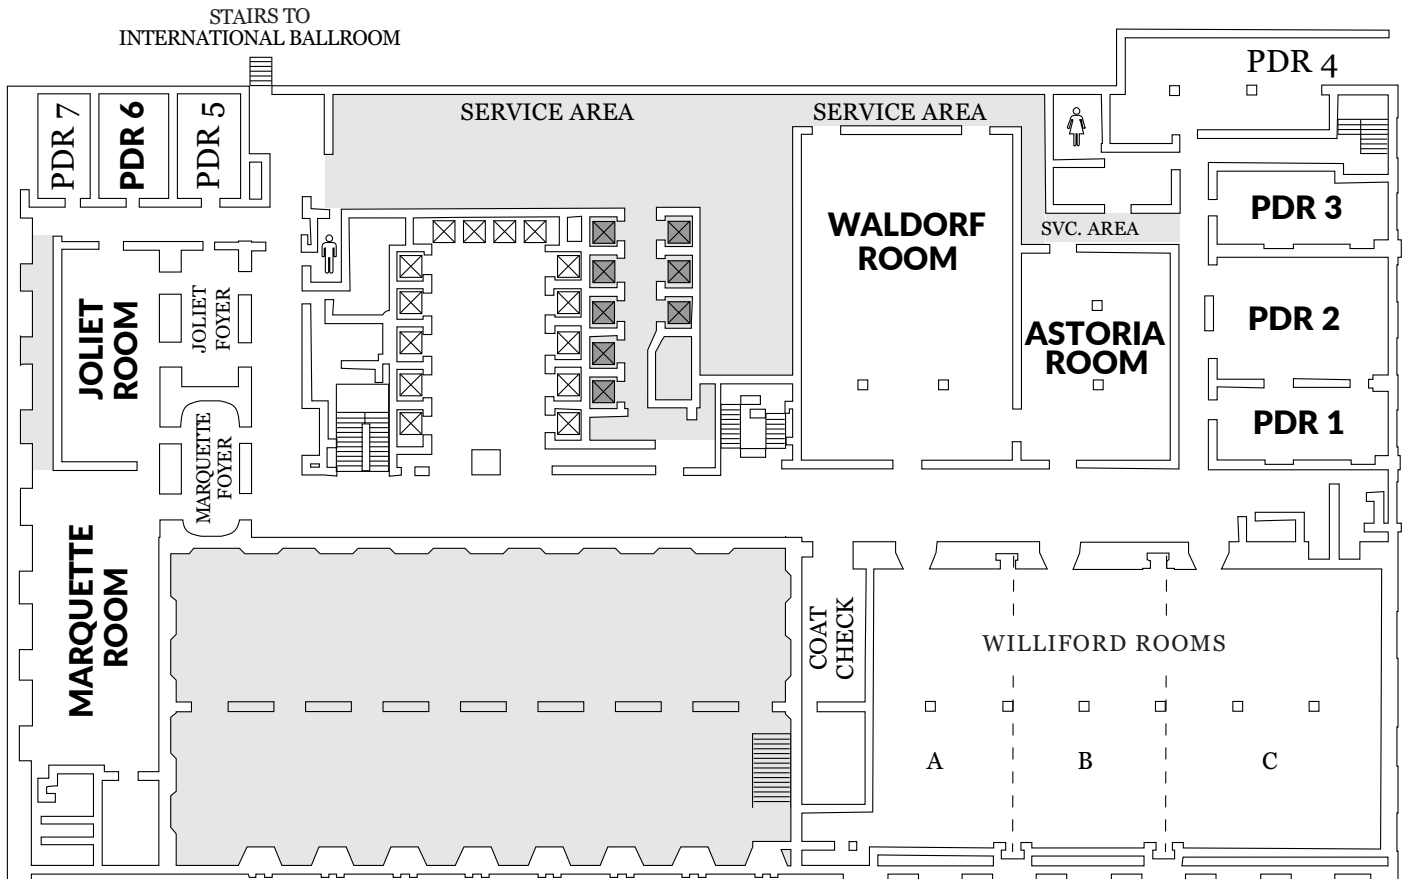 STAIRS TO
INTERNATIONAL BALLROOM
PDR 4
SERVICE AREA
SERVICE AREA
PDR 7
PDR 6
PDR 5
PDR 3
WALDORF
ROOM
SVC. AREA
JOLIET
ROOM
JOLIET
FOYER
ASTORIA
ROOM
PDR 2
PDR 1
MARQUETTE
FOYER
MARQUETTE
ROOM
COAT
CHECK
WILLIFORD ROOMS
A
B
C